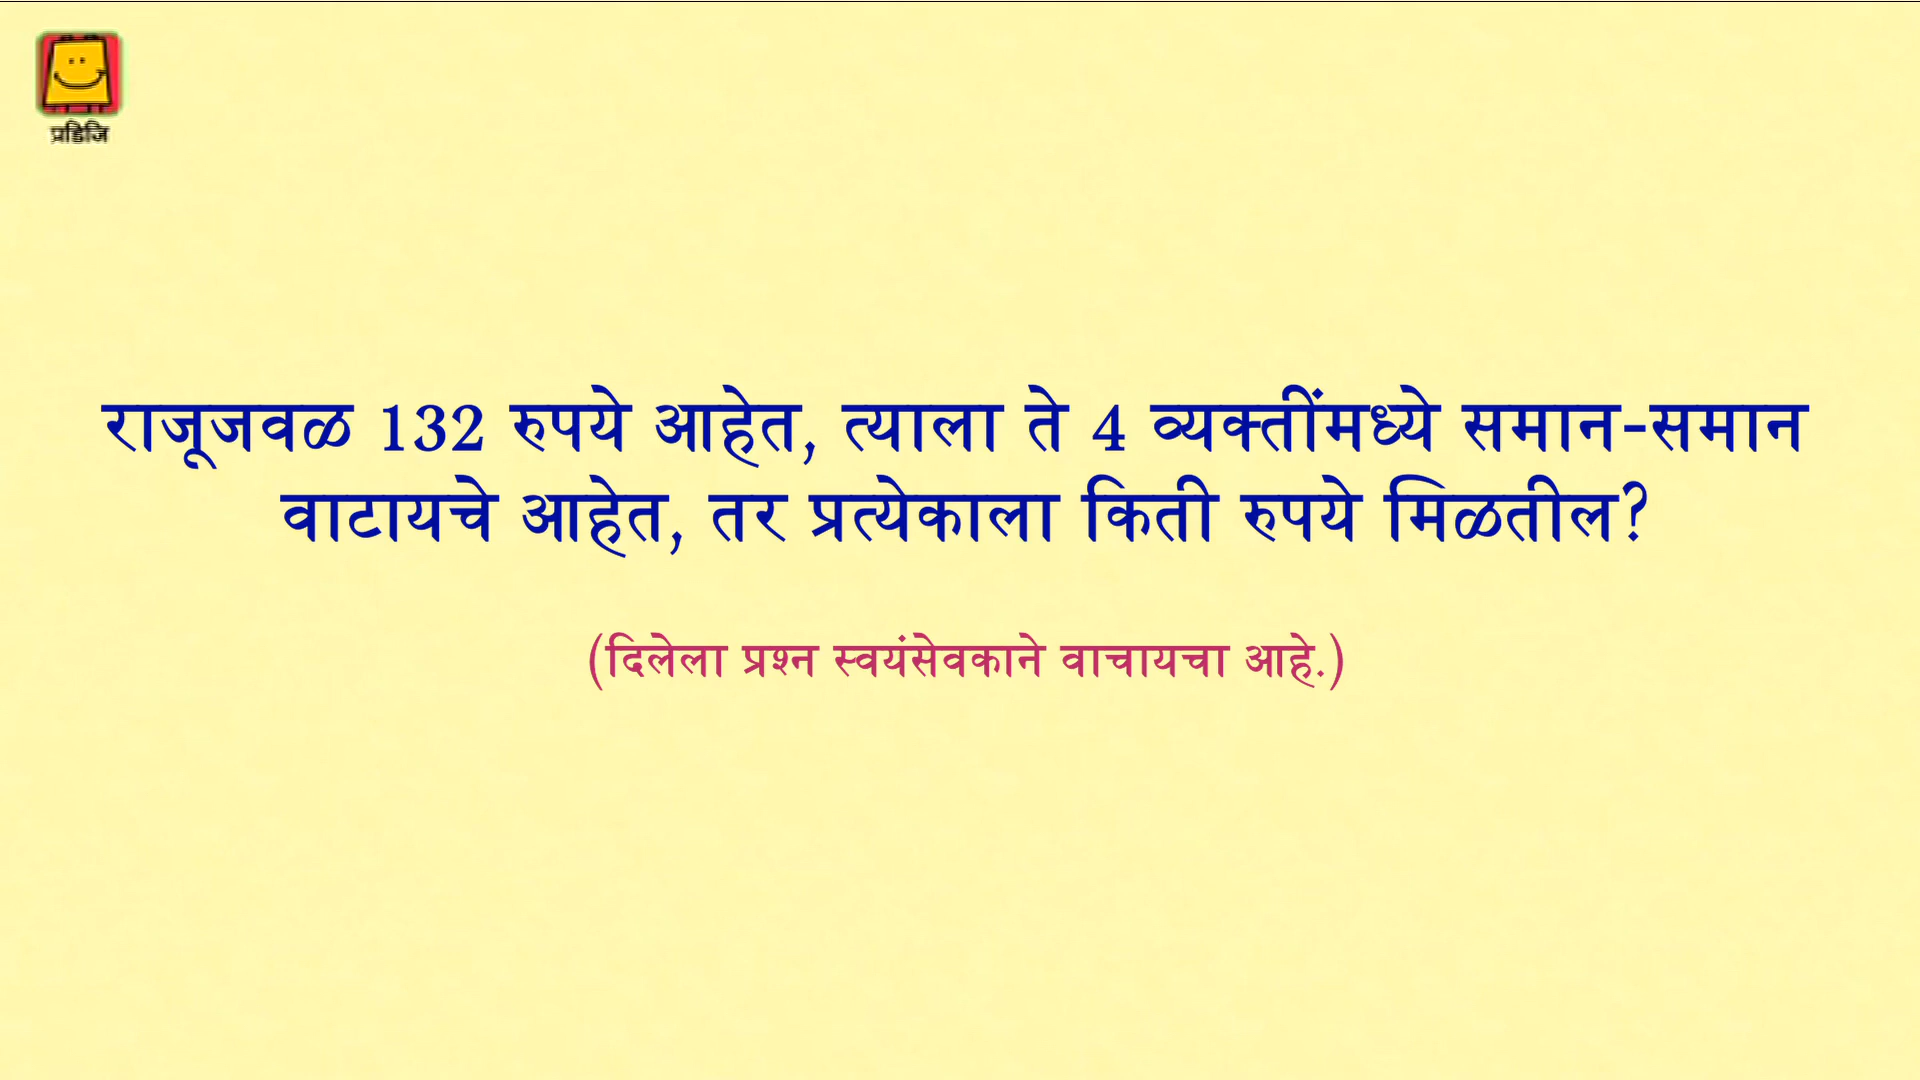 प्रडिजि
राजूजवळ 132 रुपये आहेत, त्याला ते 4 व्यक्तींमध्ये समान-समान
वाटायचे आहेत, तर प्रत्येकाला किती रुपये मिळतील?
(दिलेला प्रश्न स्वयंसेवकाने वाचायचा आहे.)